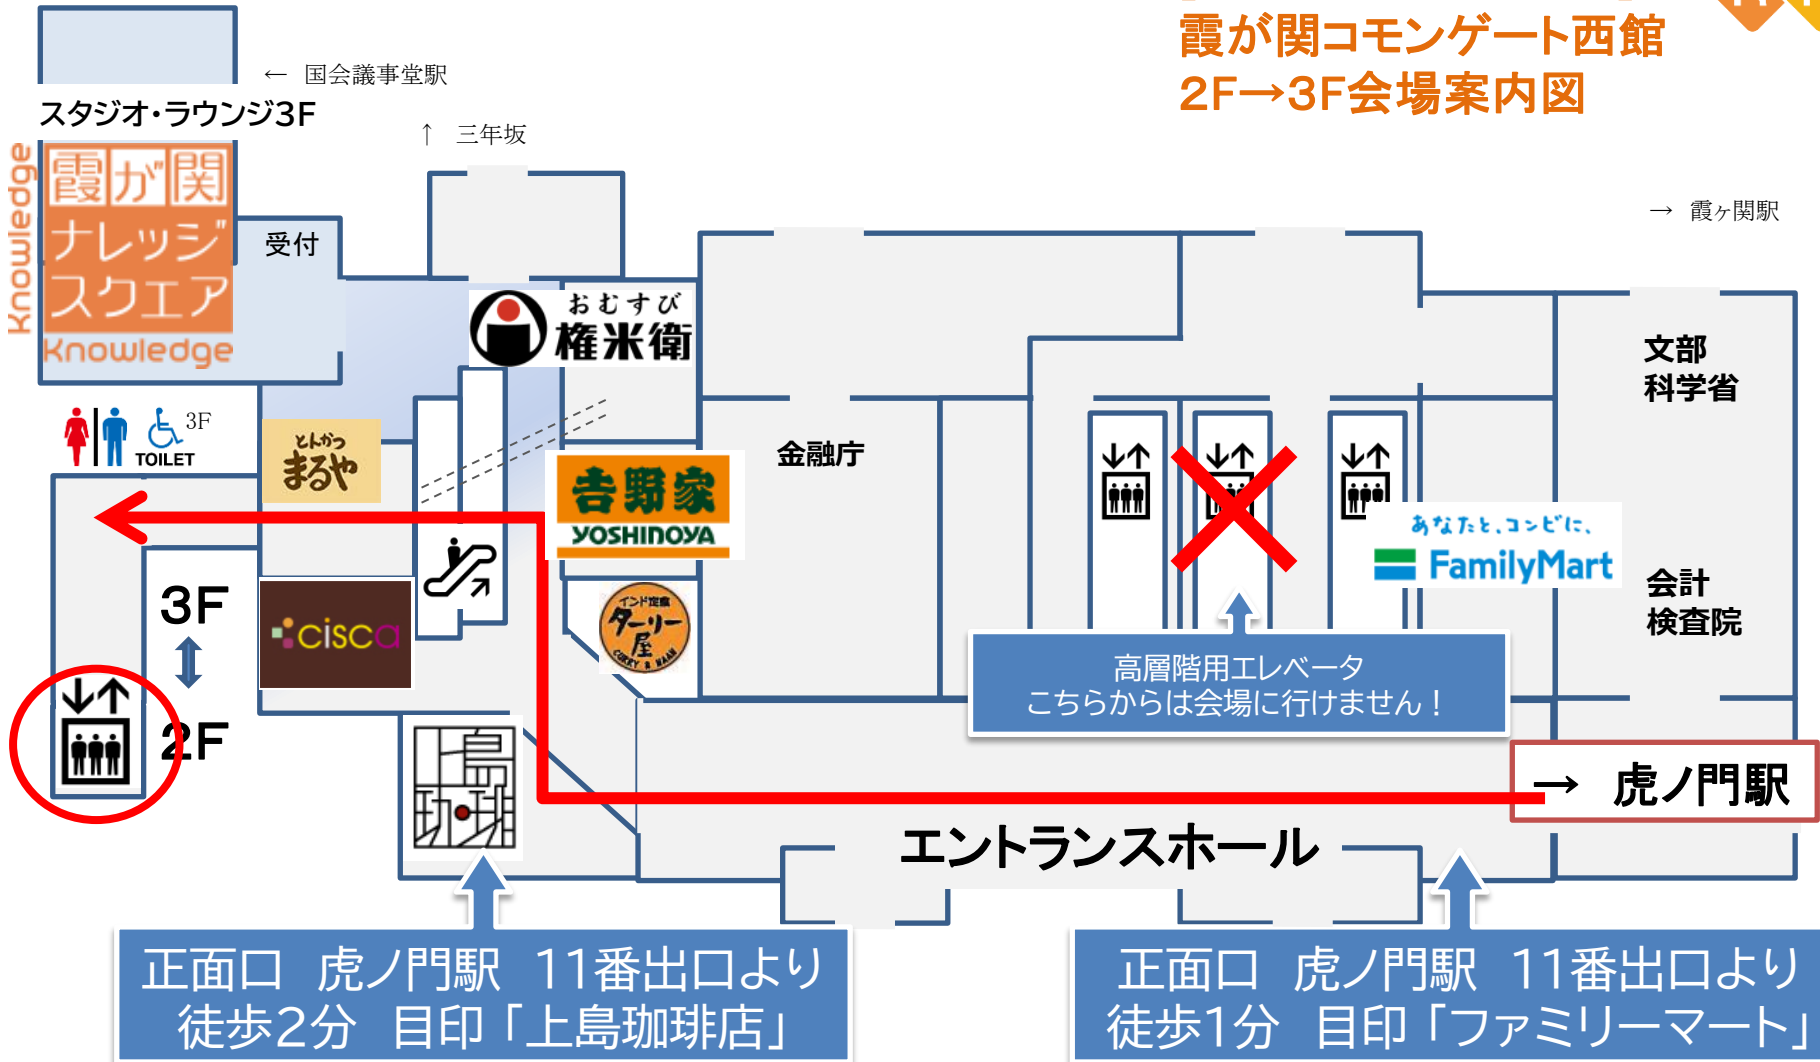 霞が関コモンゲート西館
2F→3F会場案内図
← 国会議事堂駅
スタジオ・ラウンジ3F
↑ 三年坂
→ 霞ヶ関駅
Knowledge
霞が関
ナレッジ
スクエア
Knowledge
受付
おむすび
権米衛
文部
科学省
3F
TOILET
とんかつ
まるや
金融庁
吉野家
YOSHINOYA
あなたと、コンビに、
FamilyMart
3F
2F
cisca
インド定食
ターリー
屋
CURRY & NAAN
会計
検査院
高層階用エレベータ
こちらからは会場に行けません！
上島
珈琲
→ 虎ノ門駅
エントランスホール
正面口 虎ノ門駅 11番出口より
徒歩2分 目印「上島珈琲店」
正面口 虎ノ門駅 11番出口より
徒歩1分 目印「ファミリーマート」